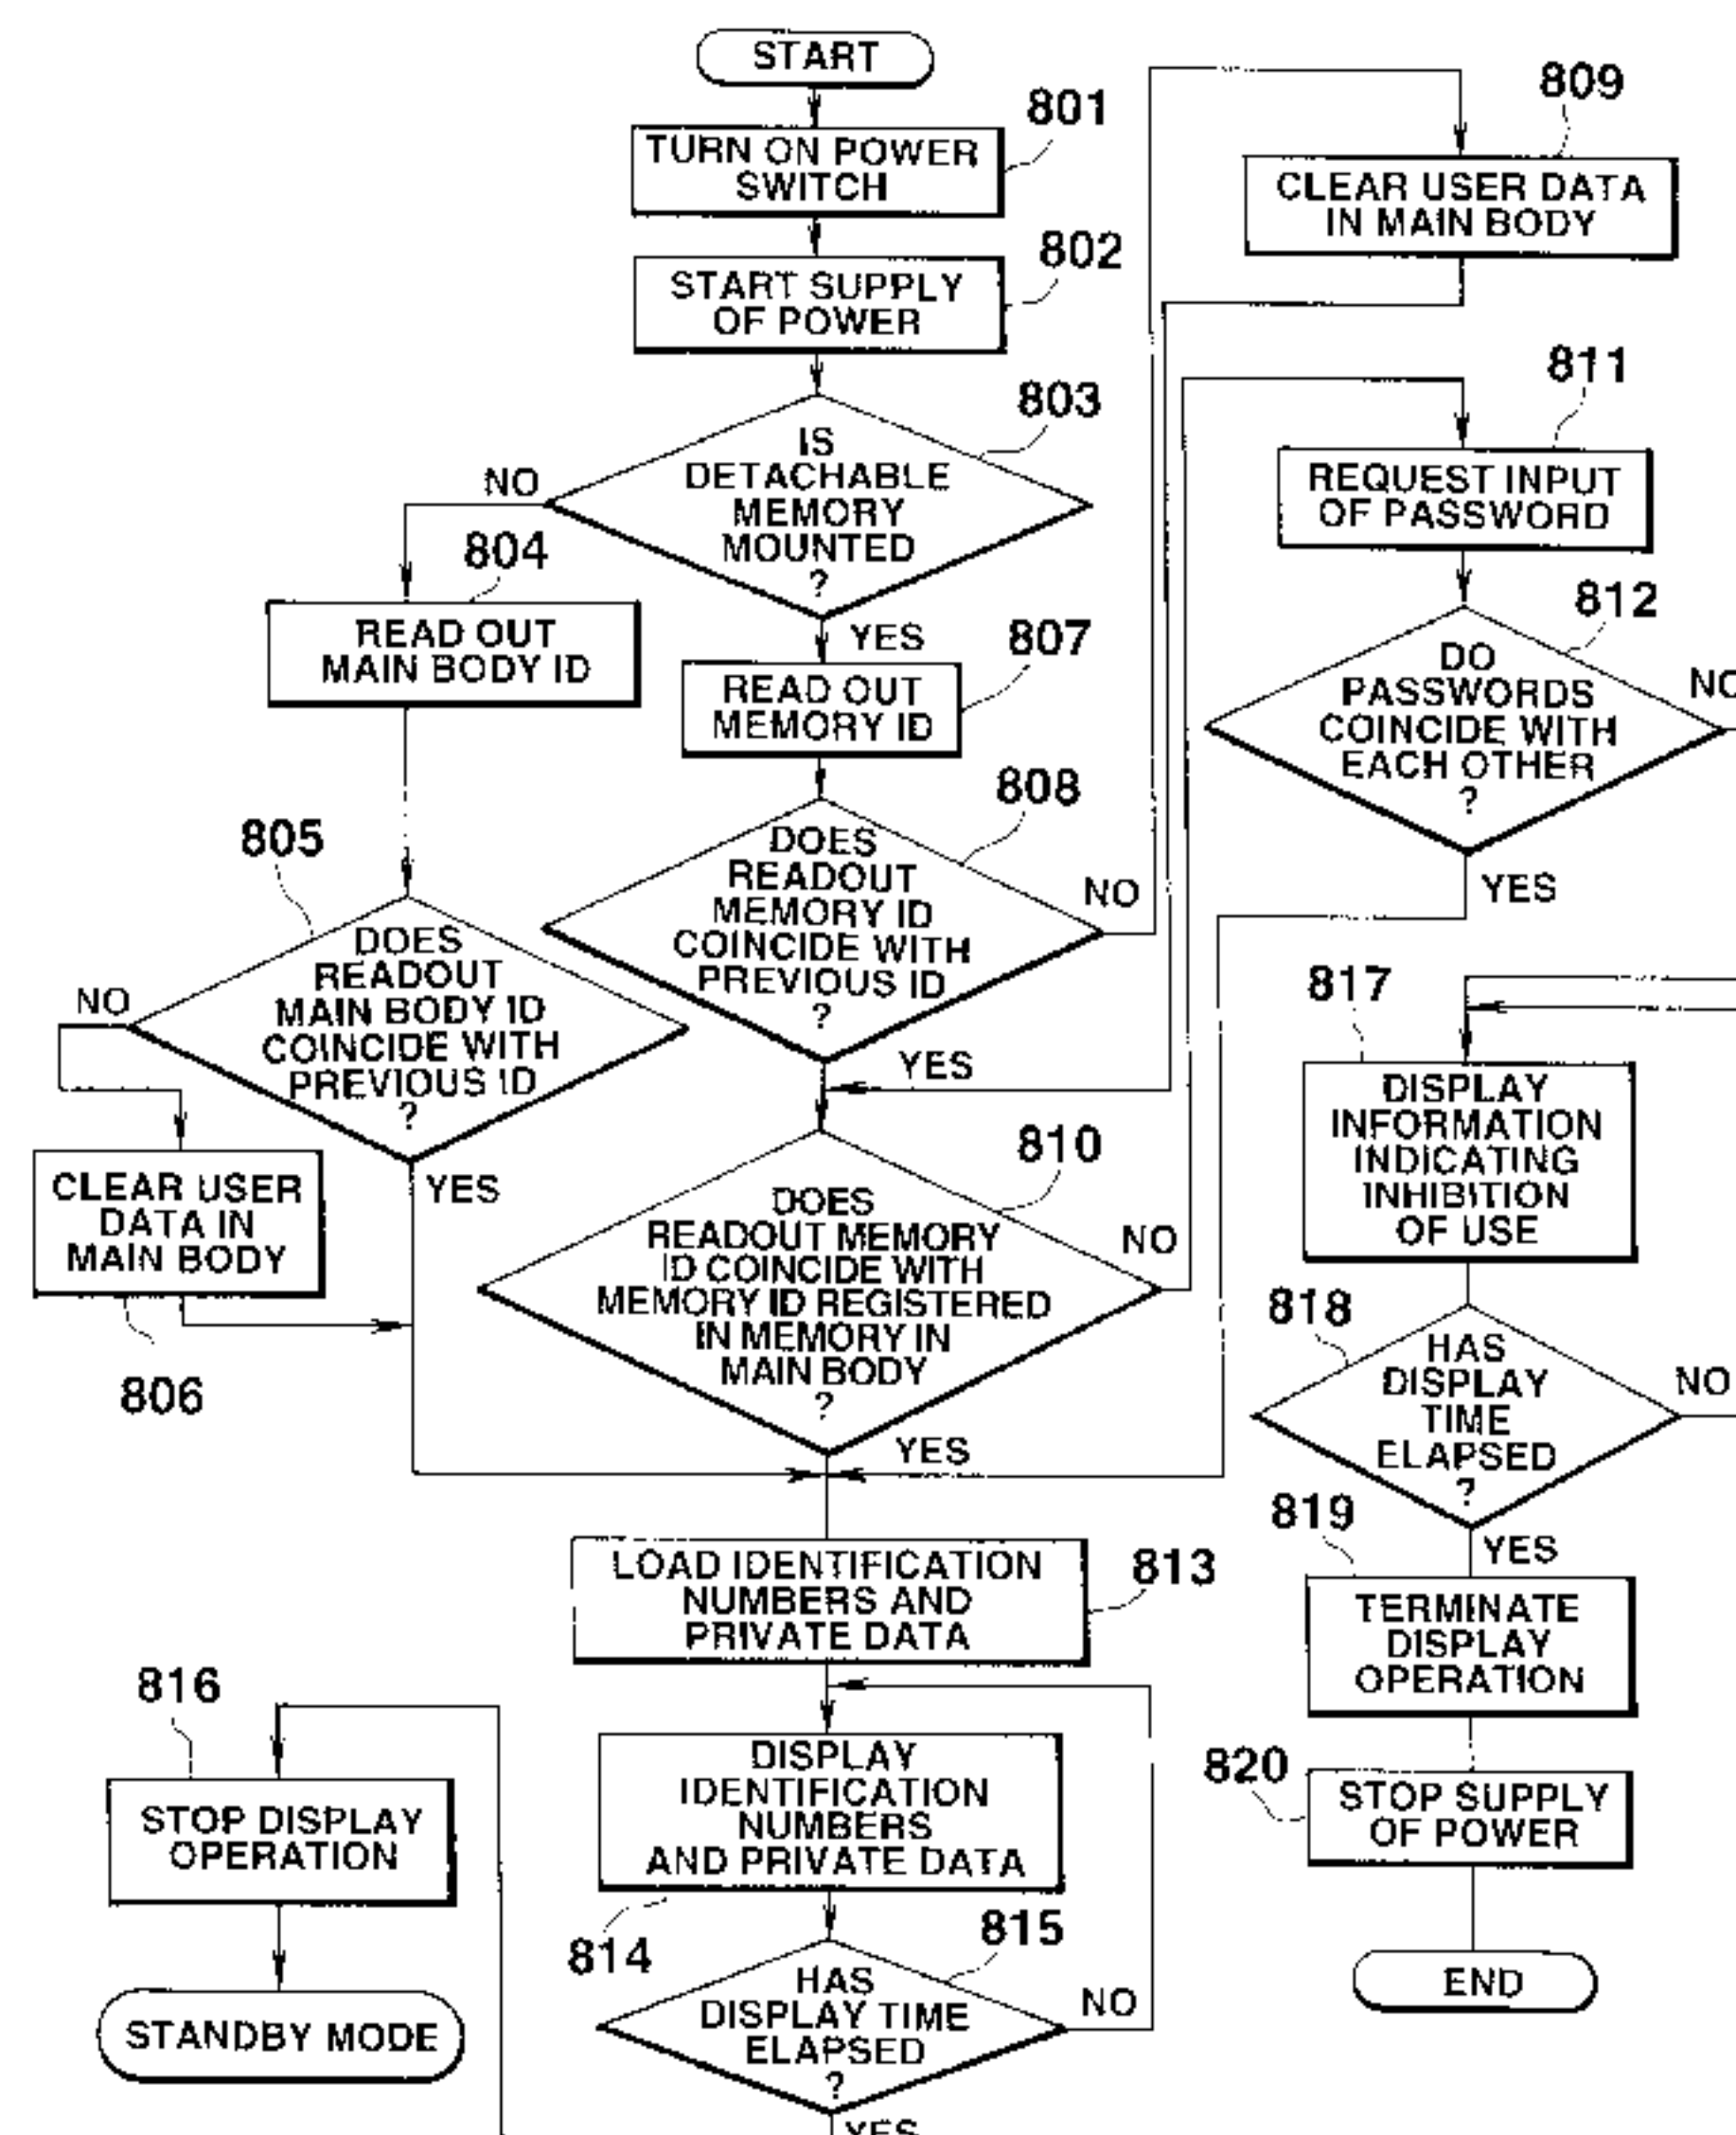 START
801
TURN ON POWER
SWITCH
802
START SUPPLY
OF POWER
803
IS
DETACHABLE
MEMORY
MOUNTED
?
NO
YES
804
READ OUT
MAIN BODY ID
807
READ OUT
MEMORY ID
805
DOES
READOUT
MAIN BODY ID
COINCIDE WITH
PREVIOUS ID
?
NO
YES
CLEAR USER
DATA IN
MAIN BODY
806
808
DOES
READOUT
MEMORY ID
COINCIDE WITH
PREVIOUS ID
?
NO
YES
809
CLEAR USER DATA
IN MAIN BODY
810
DOES
READOUT MEMORY
ID COINCIDE WITH
MEMORY ID REGISTERED
IN MEMORY IN
MAIN BODY
?
NO
YES
811
REQUEST INPUT
OF PASSWORD
812
DO
PASSWORDS
COINCIDE WITH
EACH OTHER
?
NO
YES
813
LOAD IDENTIFICATION
NUMBERS AND
PRIVATE DATA
DISPLAY
IDENTIFICATION
NUMBERS
AND PRIVATE DATA
814
815
HAS
DISPLAY TIME
ELAPSED
?
NO
YES
816
STOP DISPLAY
OPERATION
STANDBY MODE
817
DISPLAY
INFORMATION
INDICATING
INHIBITION
OF USE
818
HAS
DISPLAY
TIME
ELAPSED
?
NO
YES
819
TERMINATE
DISPLAY
OPERATION
820
STOP SUPPLY
OF POWER
END